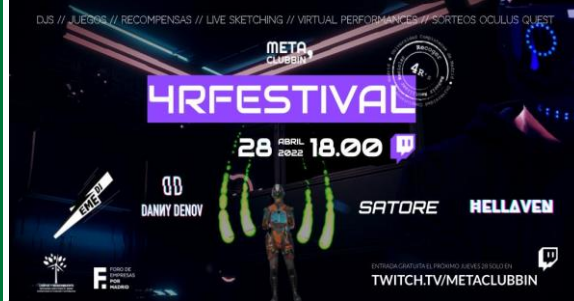 DJS // JUEGOS // RECOMPENSAS // LIVE SKETCHING // VIRTUAL PERFORMANCES // SORTEOS OCULUS QUEST
META
CLUBBIN
4R'S
4RFESTIVAL
28 ABRIL 2022 18.00
EME DJ
DANNY DENOV
SATORE
HELLAVEN
FORO DE
EMPRESAS
POR
MADRID
ENTRADA GRATUITA EL PRÓXIMO JUEVES 28 SOLO EN
TWITCH.TV/METACLUBBIN